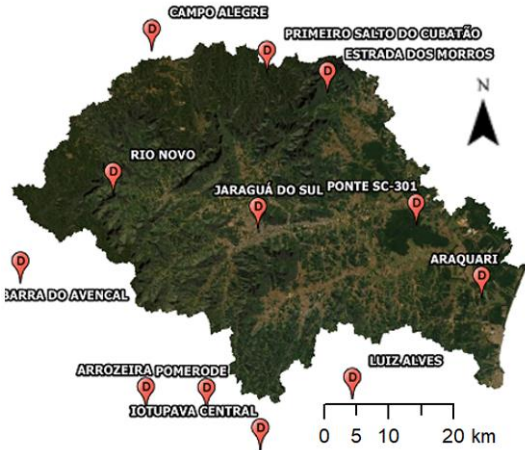 CAMPO ALEGRE
PRIMEIRO SALTO DO CUBATÃO
ESTRADA DOS MORROS
N
RIO NOVO
JARAGUÁ DO SUL
PONTE SC-301
ARAQUARI
BARRA DO AVENCAL
ARROZEIRA
POMERODE
LUIZ ALVES
IOTUPAVA CENTRAL
0 5 10 20 km
D
D
D
D
D
D
D
D
D
D
D
D